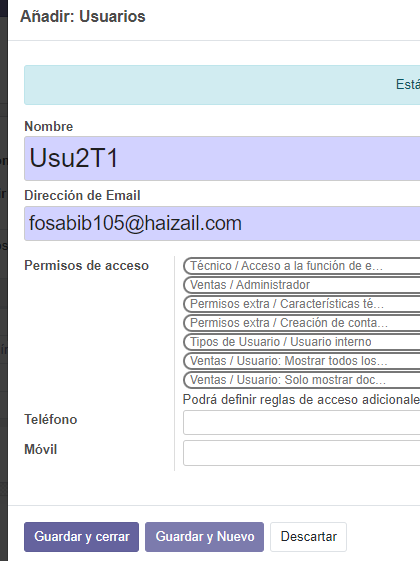 Añadir: Usuarios
Está
Nombre
Usu2T1
Dirección de Email
fosabib105@haizail.com
Permisos de acceso
Técnico / Acceso a la función de e...
Ventas / Administrador
Permisos extra / Características té...
Permisos extra / Creación de conta...
Tipos de Usuario / Usuario interno
Ventas / Usuario: Mostrar todos los...
Ventas / Usuario: Solo mostrar doc...
Podrá definir reglas de acceso adicionale
Teléfono
Móvil
Guardar y cerrar Guardar y Nuevo Descartar